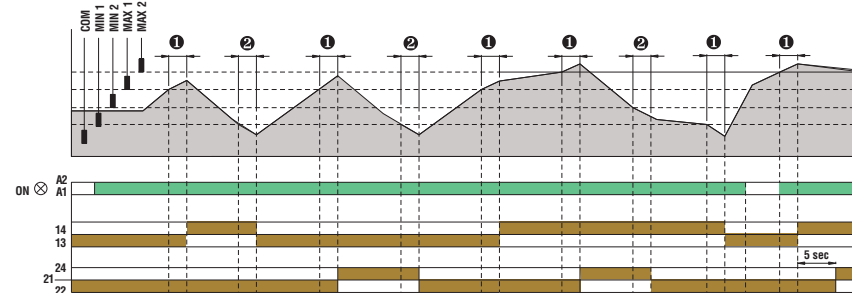 COM
MIN 1
MIN 2
MAX 1
MAX 2
❶ ❷ ❶ ❷ ❶ ❶ ❷ ❶ ❶
ON
A2
A1
14
13
5 sec
24
21
22